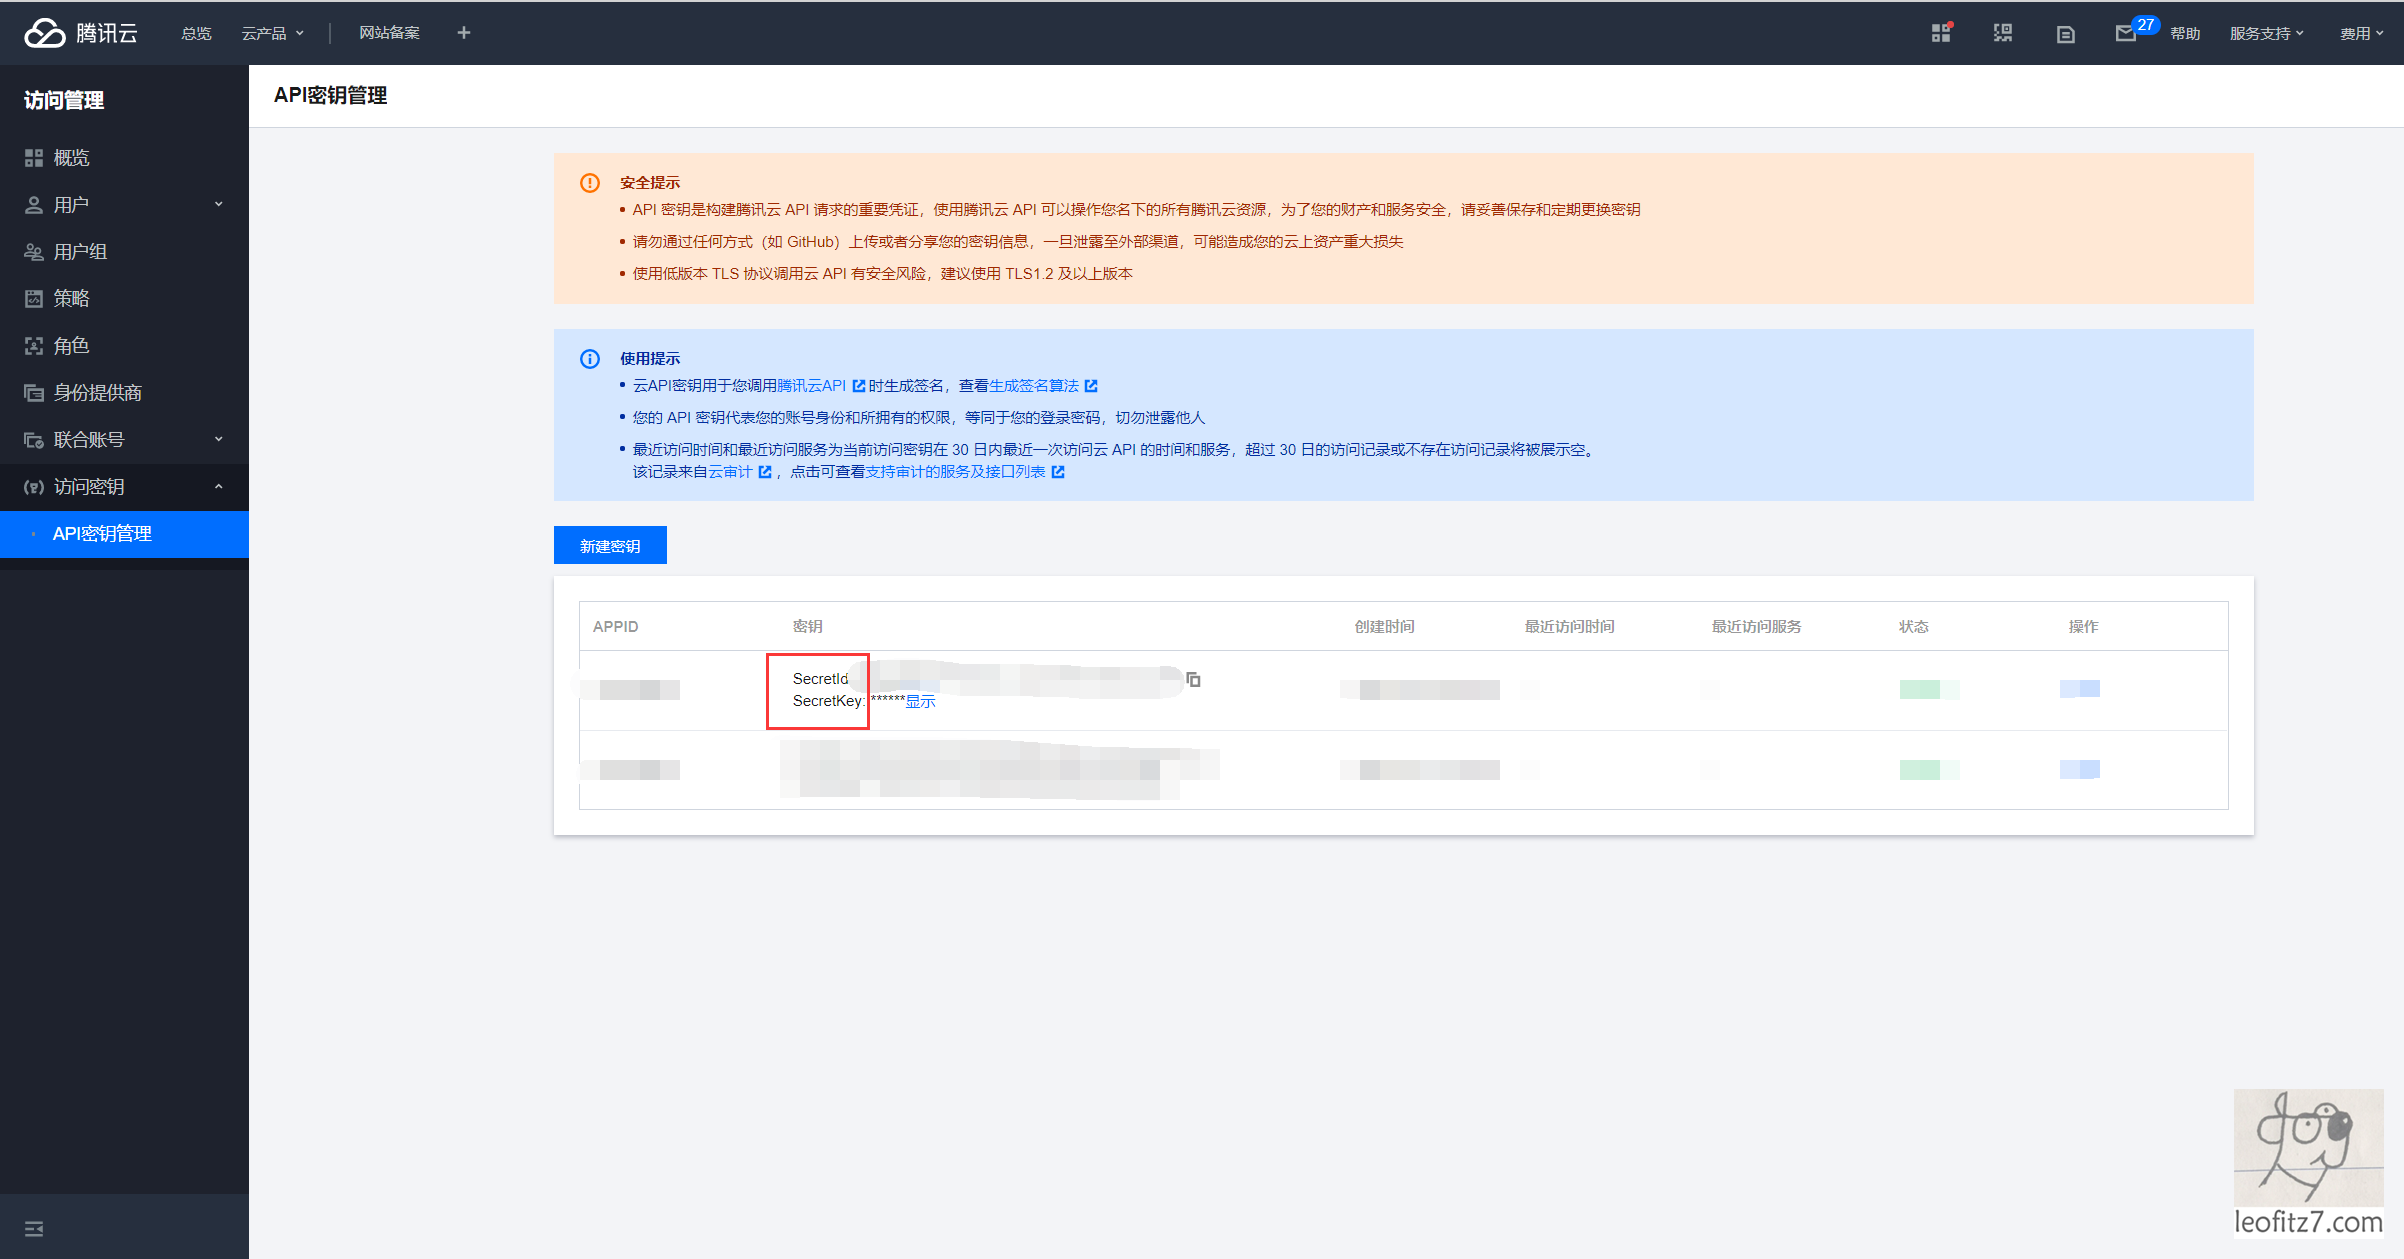 腾讯云
总览
云产品
网站备案
27
帮助
服务支持
费用
访问管理
概览
用户
用户组
策略
角色
身份提供商
联合账号
访问密钥
API密钥管理
API密钥管理
安全提示
API 密钥是构建腾讯云 API 请求的重要凭证，使用腾讯云 API 可以操作您名下的所有腾讯云资源，为了您的财产和服务安全，请妥善保存和定期更换密钥
请勿通过任何方式（如 GitHub）上传或者分享您的密钥信息，一旦泄露至外部渠道，可能造成您的云上资产重大损失
使用低版本 TLS 协议调用云 API 有安全风险，建议使用 TLS1.2 及以上版本
使用提示
云API密钥用于您调用腾讯云API 时生成签名，查看生成签名算法
您的 API 密钥代表您的账号身份和所拥有的权限，等同于您的登录密码，切勿泄露他人
最近访问时间和最近访问服务为当前访问密钥在 30 日内最近一次访问云 API 的时间和服务，超过 30 日的访问记录或不存在访问记录将被展示空。
该记录来自云审计 ，点击可查看支持审计的服务及接口列表
新建密钥
APPID 密钥 创建时间 最近访问时间 最近访问服务 状态 操作
SecretId
SecretKey: ******显示
dog
leofitz7.com